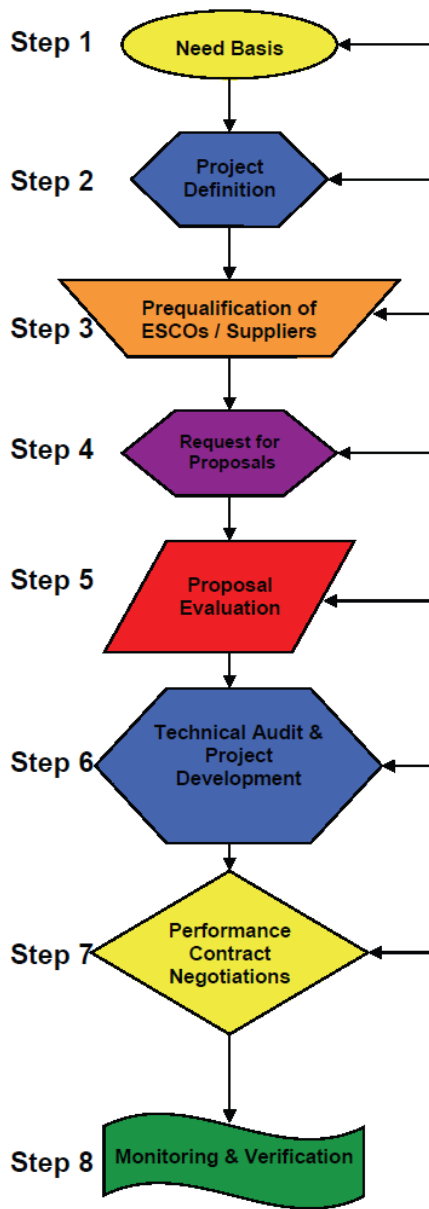 Step 1
Need Basis
Step 2
Project
Definition
Step 3
Prequalification of
ESCOs / Suppliers
Step 4
Request for
Proposals
Step 5
Proposal
Evaluation
Step 6
Technical Audit &
Project
Development
Step 7
Performance
Contract
Negotiations
Step 8
Monitoring & Verification